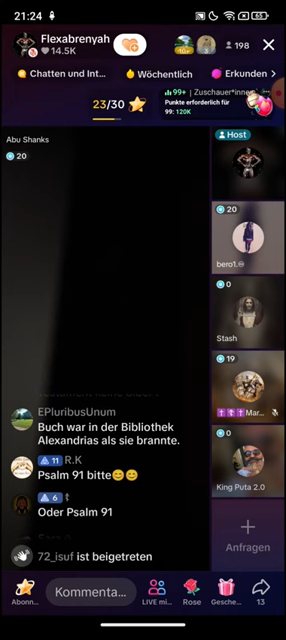 21:24
65
Flexabrenyah
14.5K
10+
198
Chatten und Int...
Wöchentlich
Erkunden
23/30
99+ | Zuschauer*innen
Punkte erforderlich für
99: 120K
Abu Shanks
20
Host
20
bero1.
0
Stash
19
Mar...
0
King Puta 2.0
Anfragen
EPluribusUnum
Buch war in der Bibliothek
Alexandrias als sie brannte.
11 R.K
Psalm 91 bitte😊😊
6 t
Oder Psalm 91
72_isuf ist beigetreten
Kommenta...
Abonn...
LIVE mi...
Rose
Gesche...
13